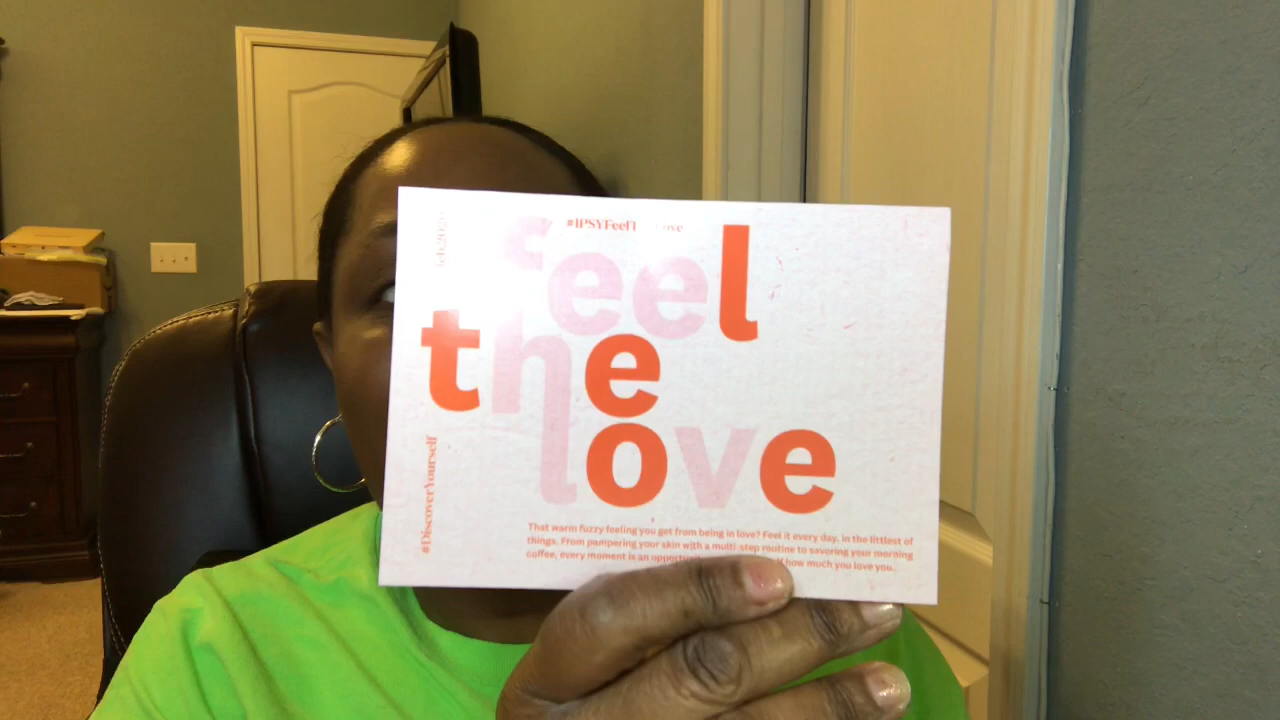 #IPSYFeelT ove
feb2020
feel
the
love
#DiscoverYourself
That warm fuzzy feeling you get from being in love? Feel it every day, in the littlest of
things. From pampering your skin with a multi-step routine to savoring your morning
coffee, every moment is an how much you love you.